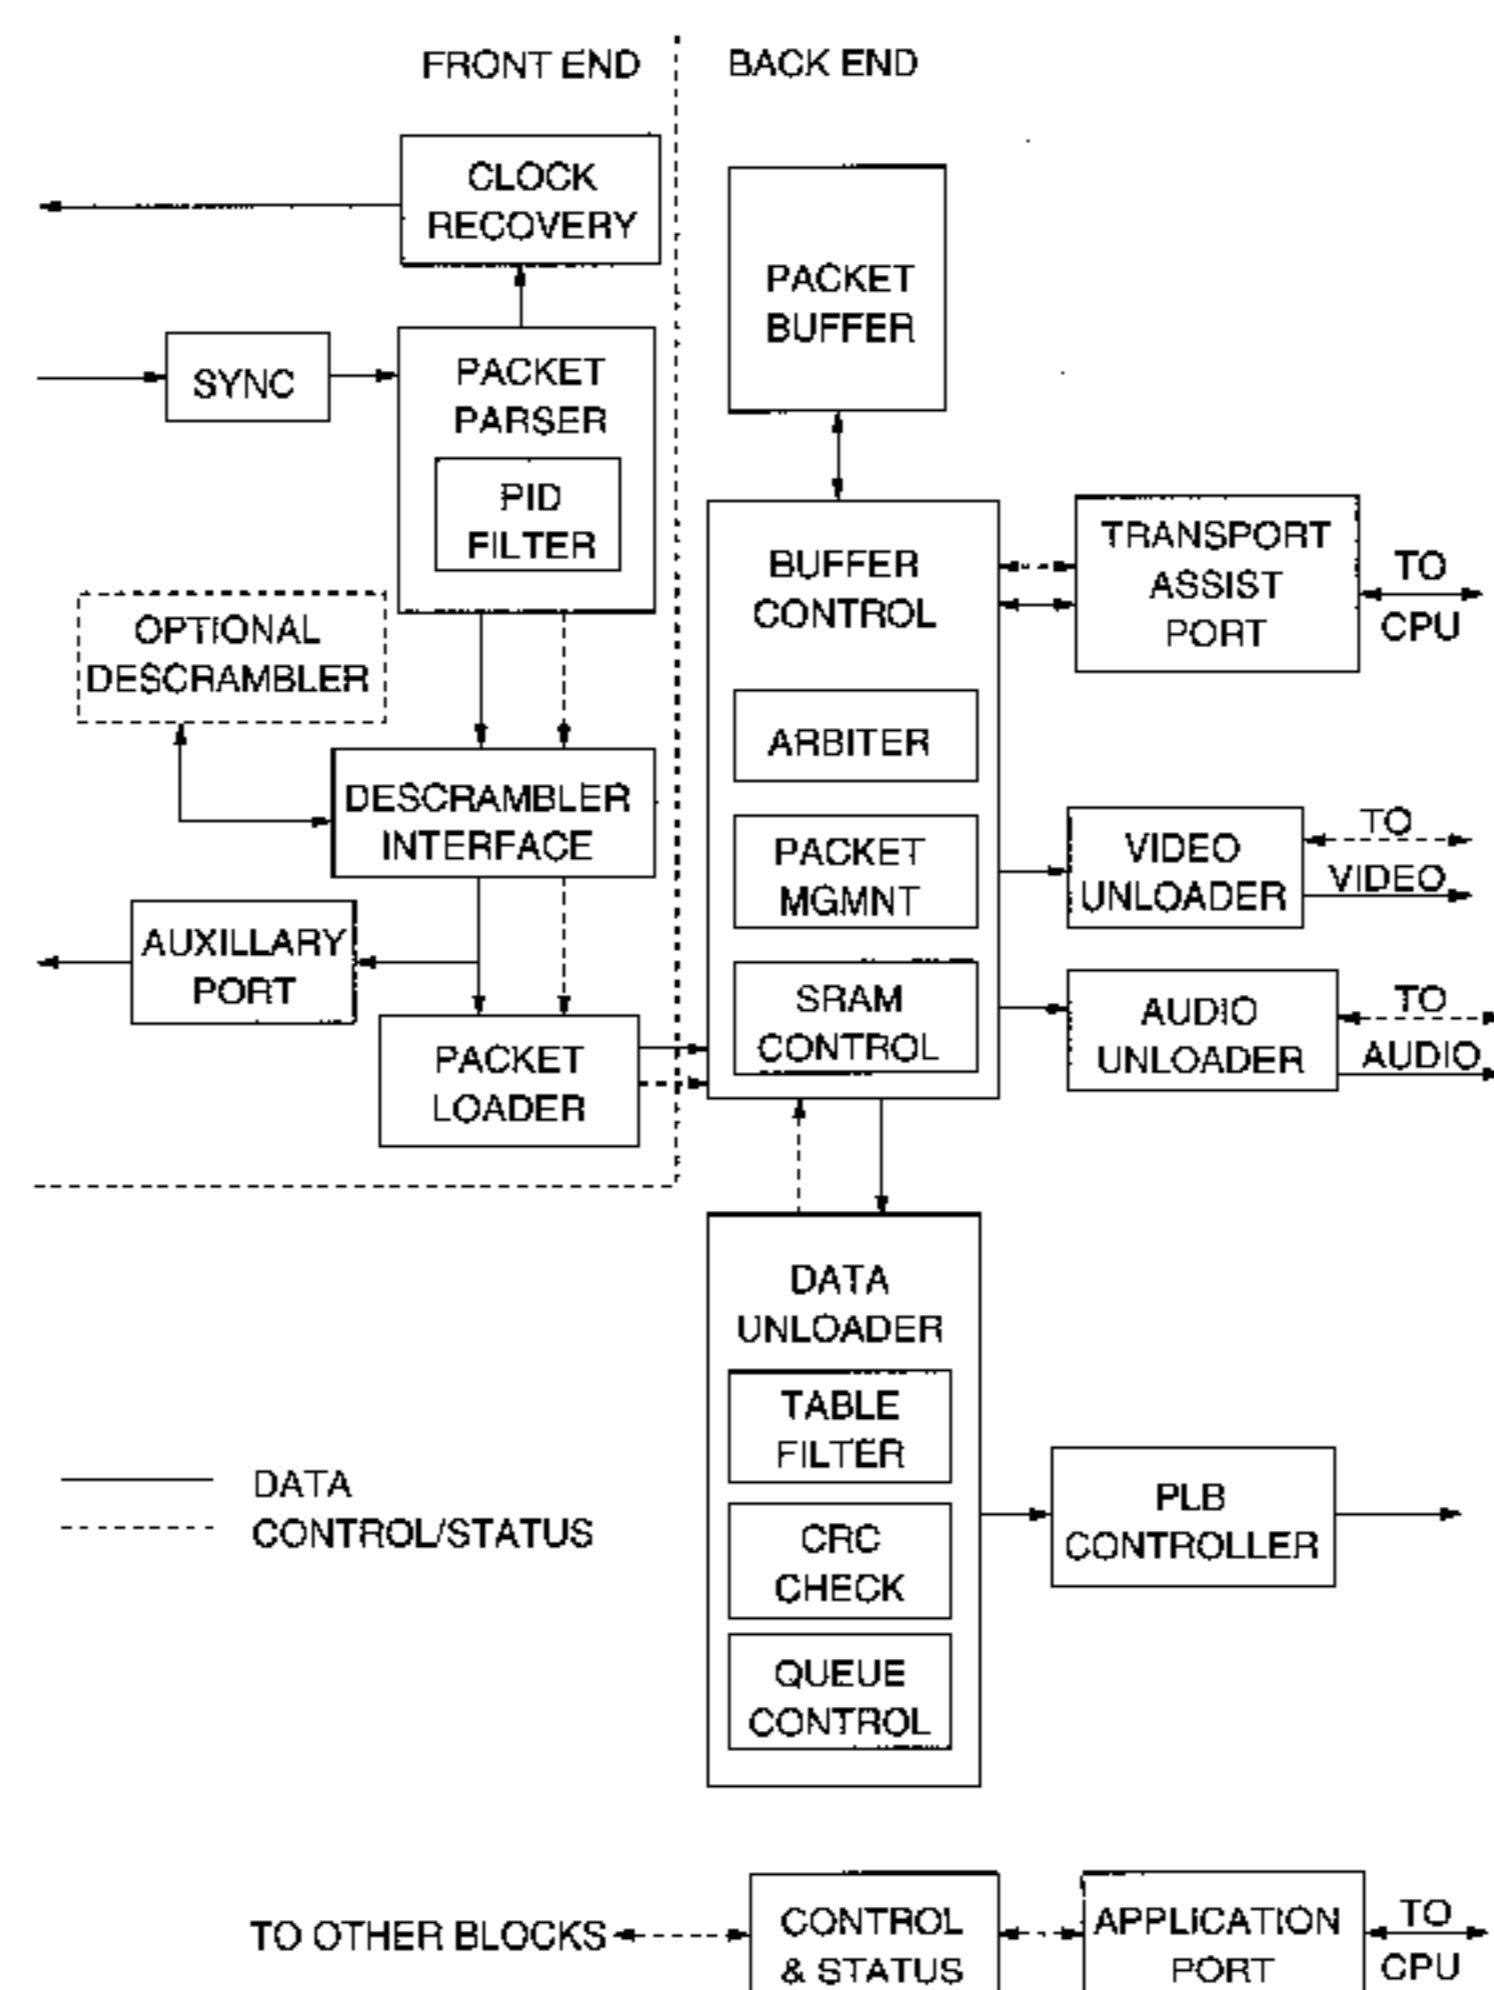 FRONT END
BACK END
CLOCK
RECOVERY
PACKET
BUFFER
SYNC
PACKET
PARSER
PID
FILTER
OPTIONAL
DESCRAMBLER
BUFFER
CONTROL
TRANSPORT
ASSIST
PORT
TO
CPU
ARBITER
DESCRAMBLER
INTERFACE
PACKET
MGMNT
VIDEO
UNLOADER
TO
VIDEO
AUXILLARY
PORT
SRAM
CONTROL
AUDIO
UNLOADER
TO
AUDIO
PACKET
LOADER
DATA
UNLOADER
TABLE
FILTER
CRC
CHECK
QUEUE
CONTROL
PLB
CONTROLLER
DATA
CONTROL/STATUS
TO OTHER BLOCKS
CONTROL
& STATUS
APPLICATION
PORT
TO
CPU